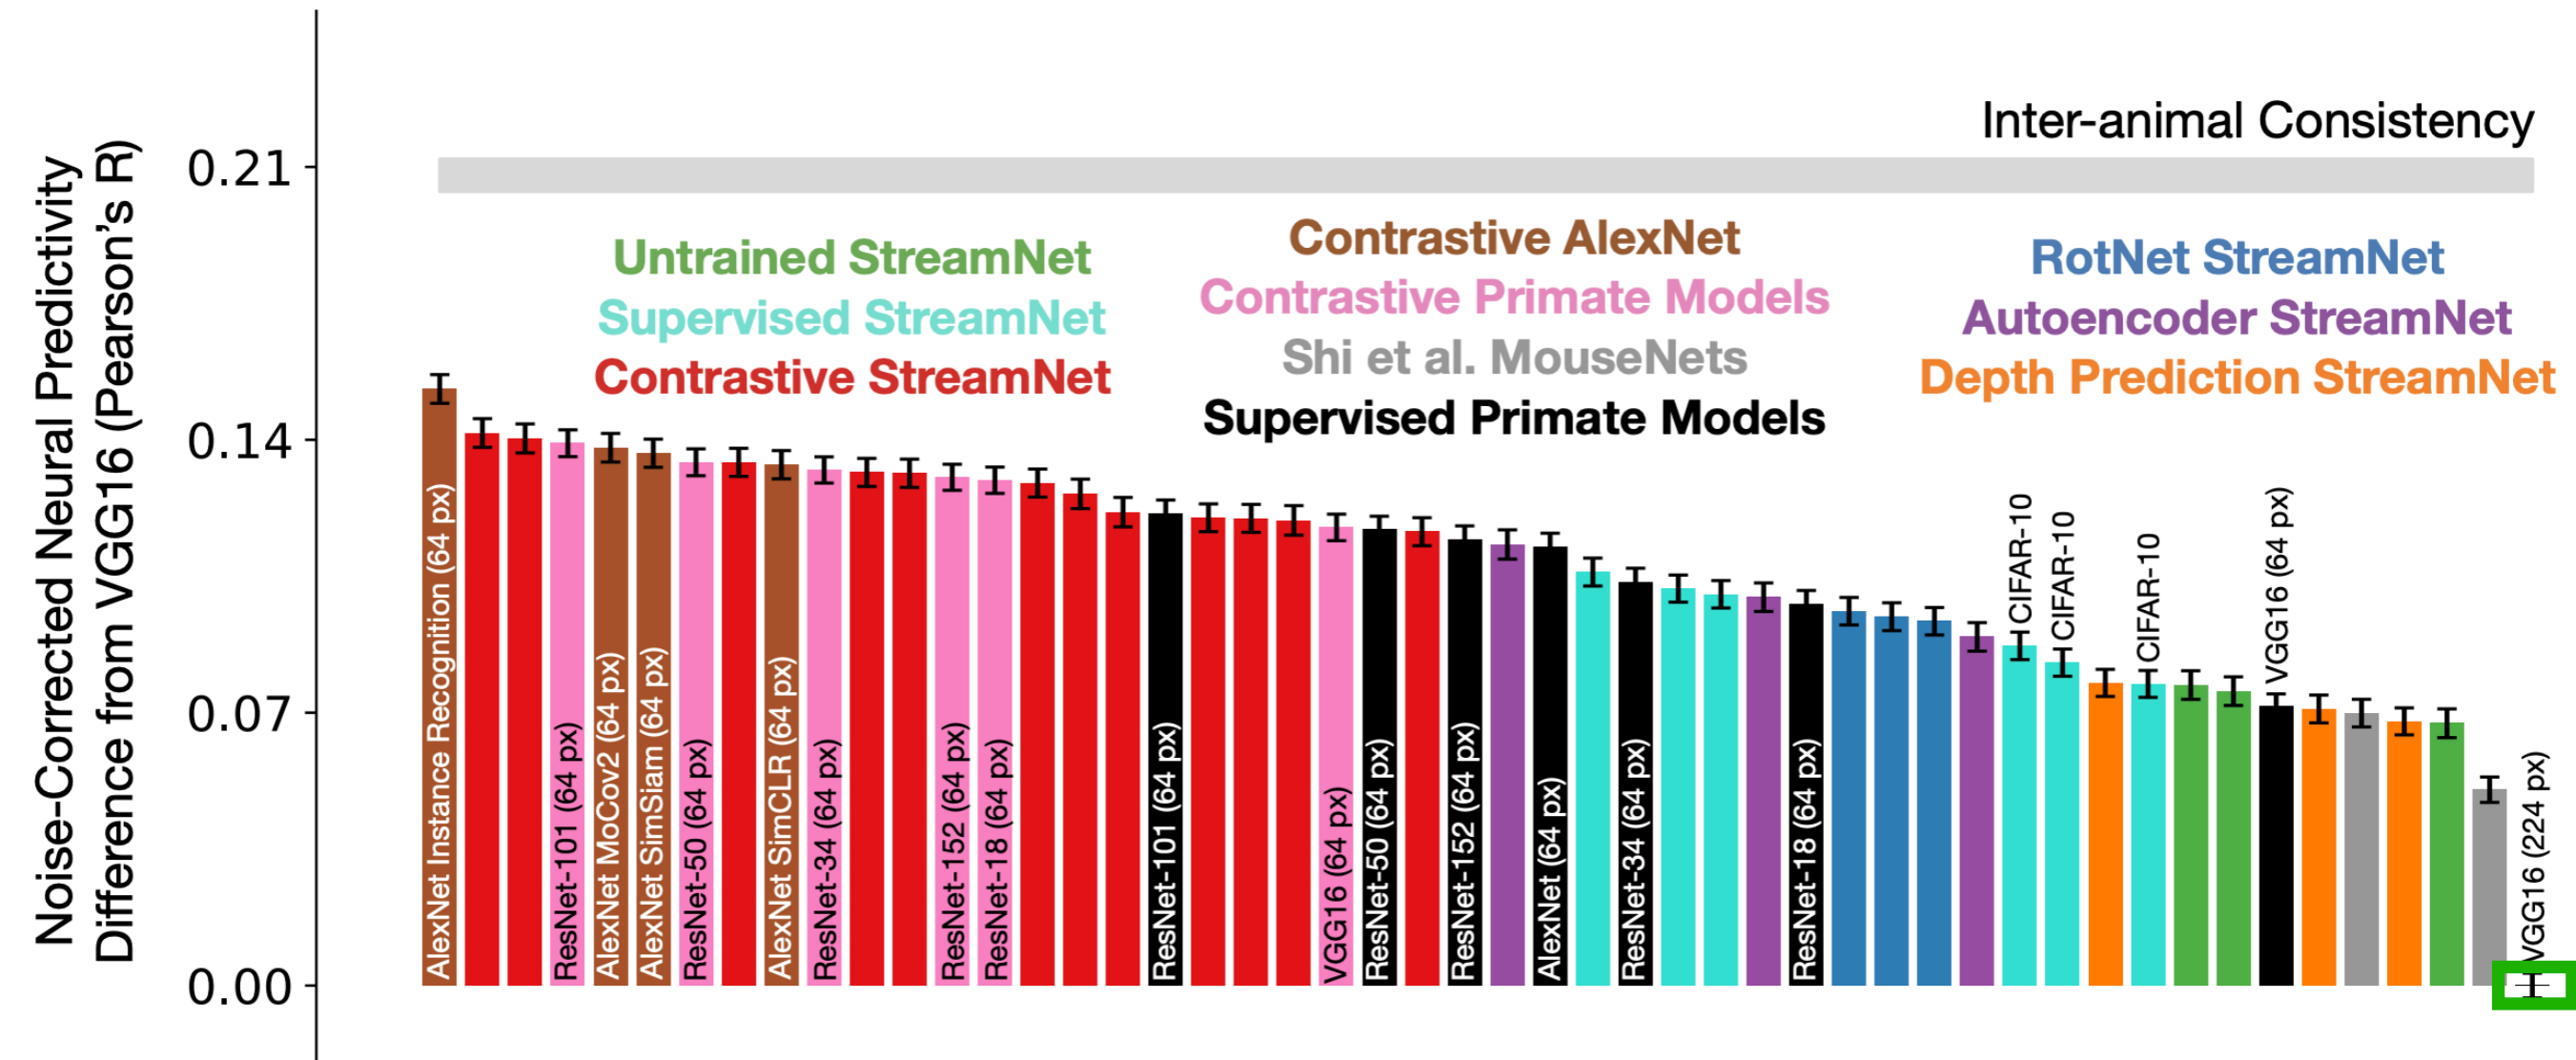 Noise-Corrected Neural Predictivity
Difference from VGG16 (Pearson's R)
0.21
0.14
0.07
0.00
Inter-animal Consistency
Untrained StreamNet
Supervised StreamNet
Contrastive StreamNet
Contrastive AlexNet
Contrastive Primate Models
Shi et al. MouseNets
Supervised Primate Models
RotNet StreamNet
Autoencoder StreamNet
Depth Prediction StreamNet
AlexNet Instance Recognition (64 px)
ResNet-101 (64 px)
AlexNet MoCov2 (64 px)
AlexNet SimSiam (64 px)
ResNet-50 (64 px)
AlexNet SimCLR (64 px)
ResNet-34 (64 px)
ResNet-152 (64 px)
ResNet-18 (64 px)
ResNet-101 (64 px)
VGG16 (64 px)
ResNet-50 (64 px)
ResNet-152 (64 px)
AlexNet (64 px)
ResNet-34 (64 px)
ResNet-18 (64 px)
CIFAR-10
CIFAR-10
CIFAR-10
VGG16 (64 px)
VGG16 (224 px)